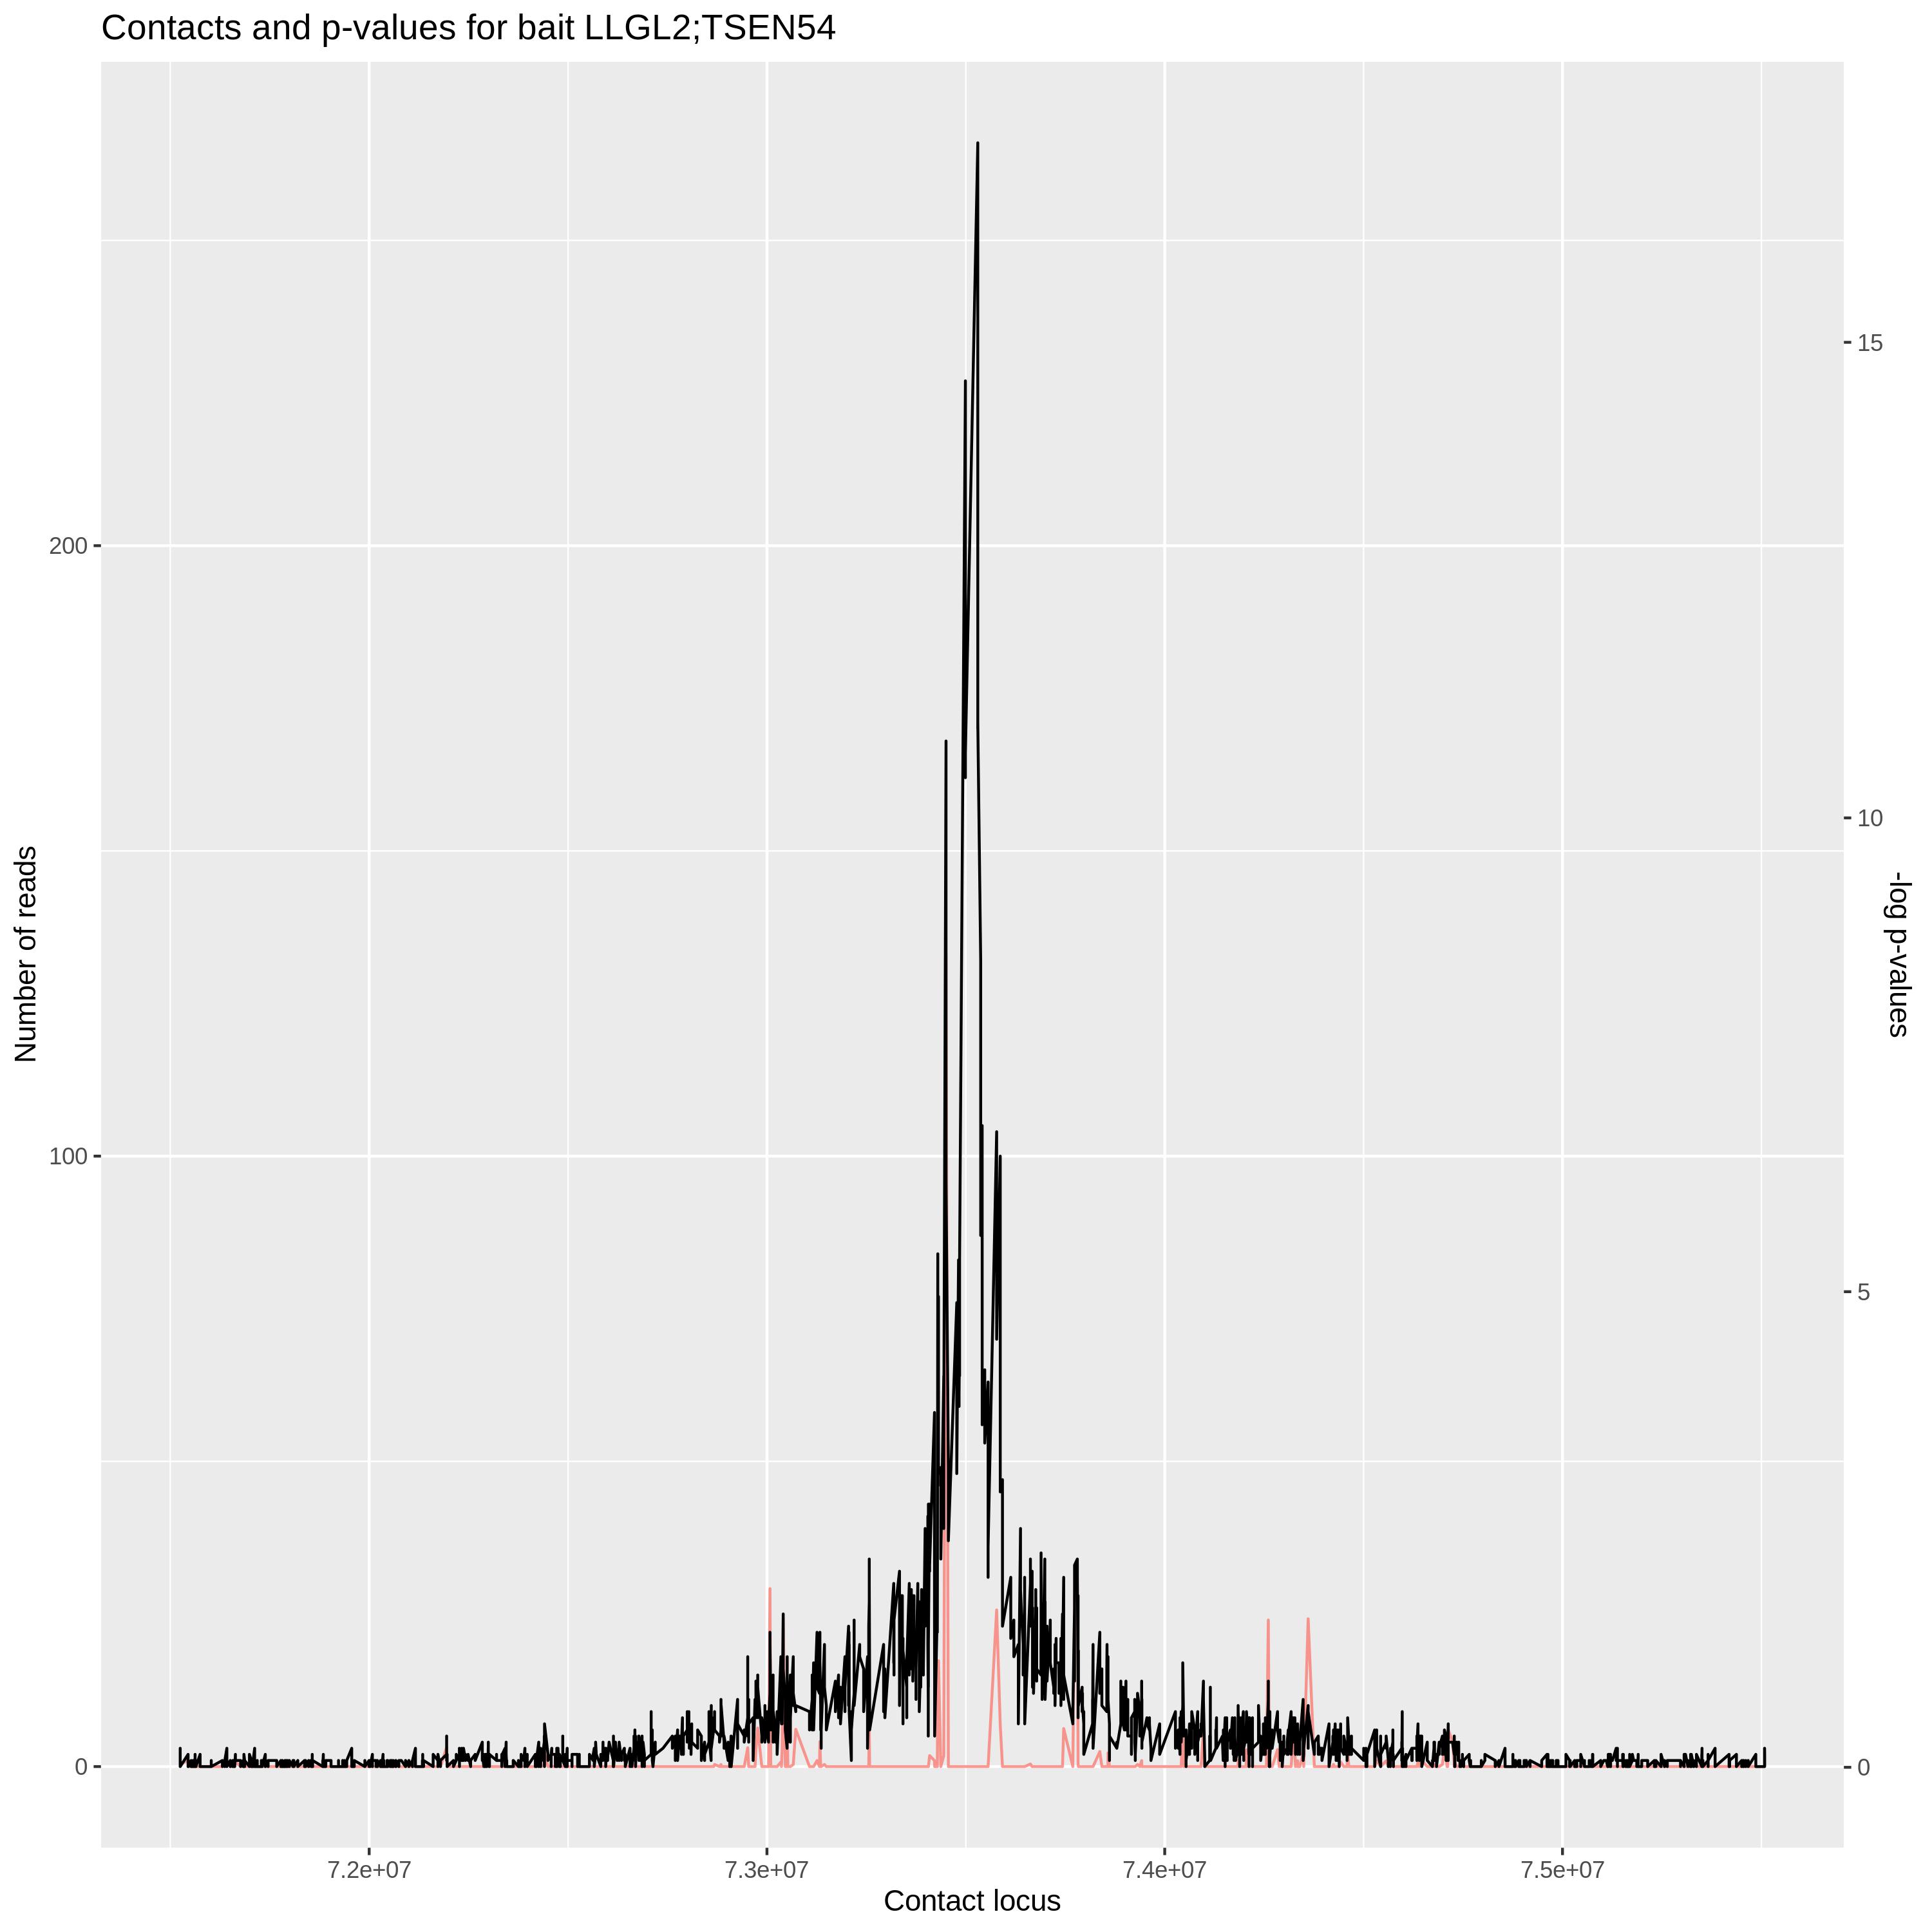 Contacts and p-values for bait LLGL2;TSEN54
200
100
0
Number of reads
15
10
5
0
-log p-values
7.2e+07
7.3e+07
7.4e+07
7.5e+07
Contact locus